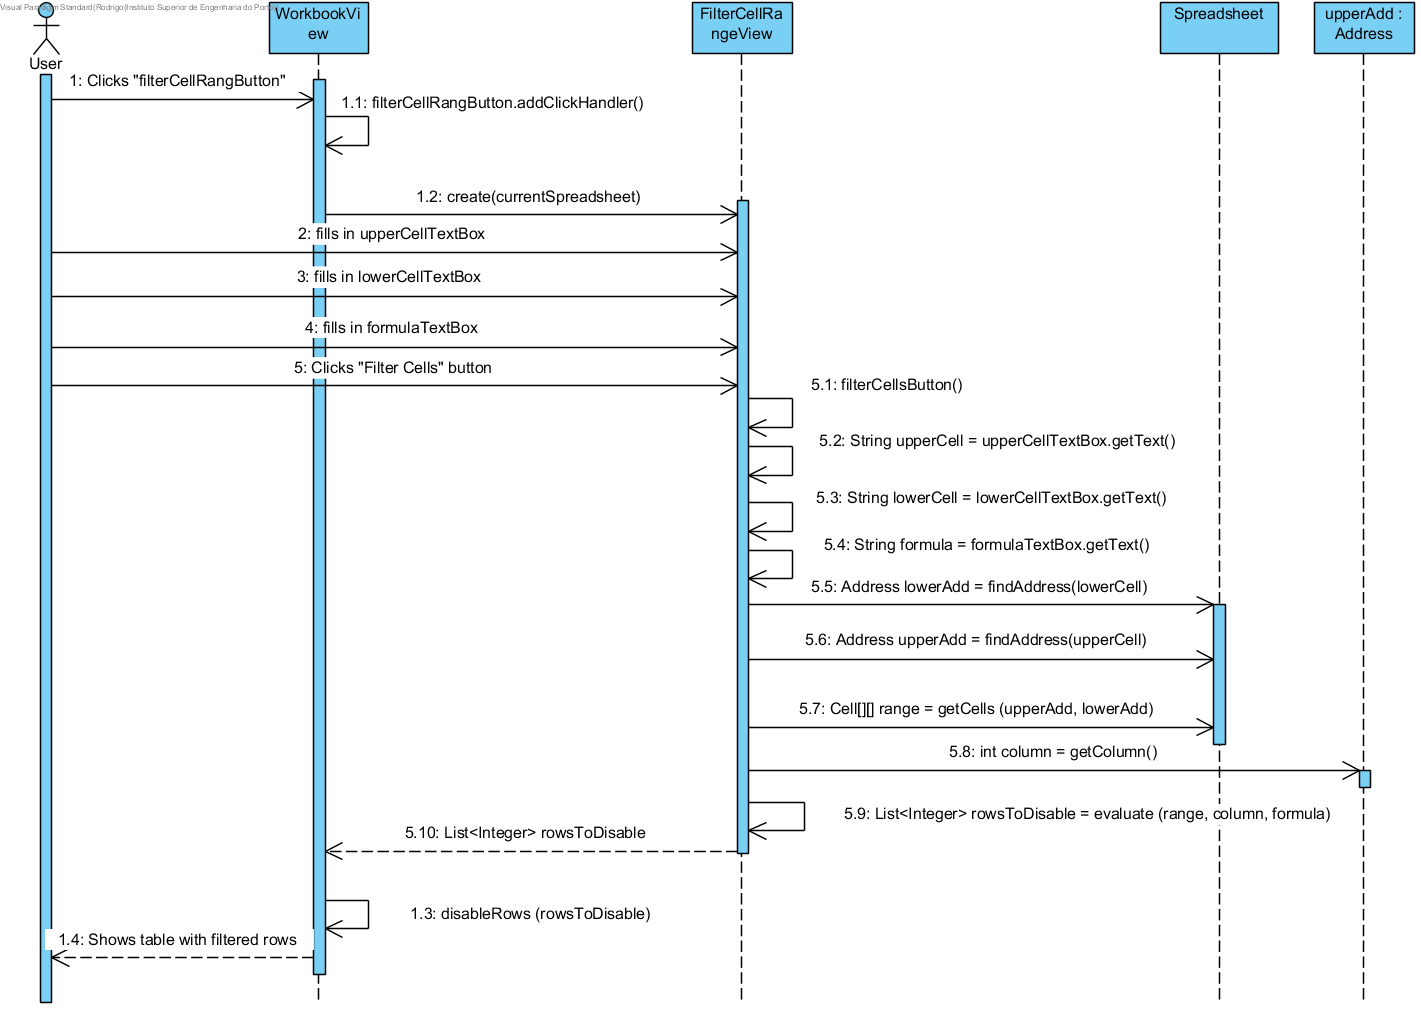 Visual Paradigm Standard(Rodrigo(Instituto Superior de Engenharia do Porto))
User
WorkbookVi
ew
FilterCellRa
ngeView
Spreadsheet
upperAdd :
Address
1: Clicks "filterCellRangButton"
1.1: filterCellRangButton.addClickHandler()
1.2: create(currentSpreadsheet)
2: fills in upperCellTextBox
3: fills in lowerCellTextBox
4: fills in formulaTextBox
5: Clicks "Filter Cells" button
5.1: filterCellsButton()
5.2: String upperCell = upperCellTextBox.getText()
5.3: String lowerCell = lowerCellTextBox.getText()
5.4: String formula = formulaTextBox.getText()
5.5: Address lowerAdd = findAddress(lowerCell)
5.6: Address upperAdd = findAddress(upperCell)
5.7: Cell[][] range = getCells (upperAdd, lowerAdd)
5.8: int column = getColumn()
5.9: List<Integer> rowsToDisable = evaluate (range, column, formula)
5.10: List<Integer> rowsToDisable
1.3: disableRows (rowsToDisable)
1.4: Shows table with filtered rows